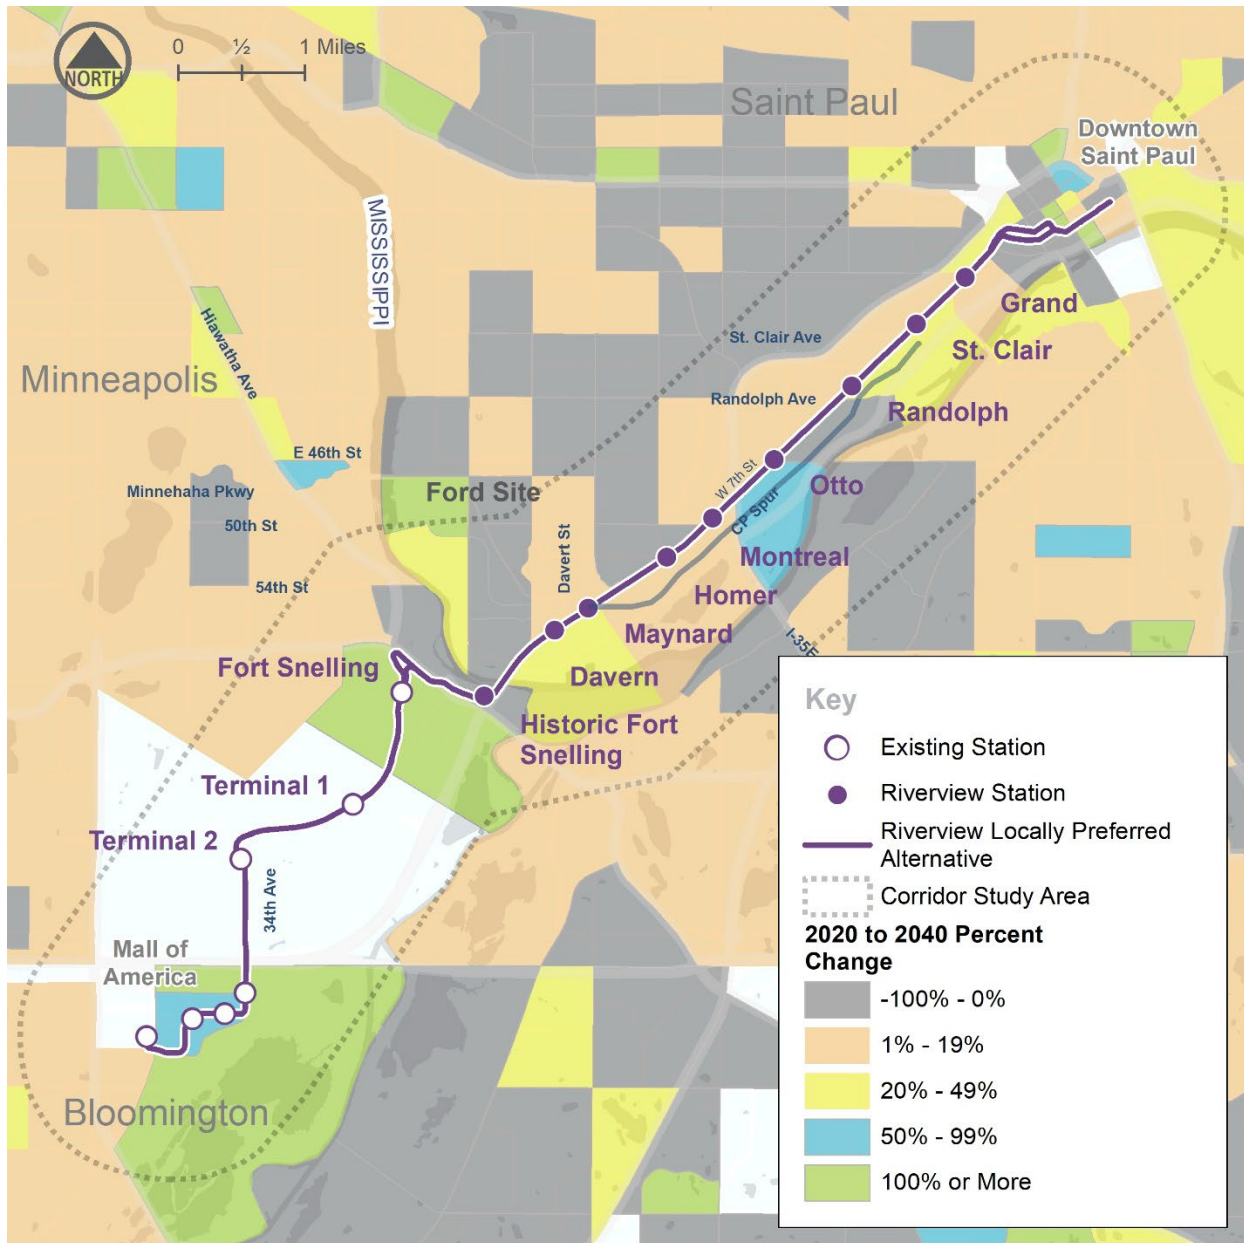 0 ½ 1 Miles
NORTH
Saint Paul
Downtown
Saint Paul
MISSISSIPPI
Hiawatha Ave
Grand
St. Clair Ave
St. Clair
Minneapolis
Randolph Ave
Randolph
E 46th St
W 7th St
Otto
Minnehaha Pkwy
Ford Site
CP Spur
50th St
Montreal
54th St
Davert St
Homer
Maynard
I-35E
Fort Snelling
Davern
Historic Fort
Snelling
Terminal 1
Terminal 2
34th Ave
Mall of
America
Bloomington
Key
Existing Station
Riverview Station
Riverview Locally Preferred
Alternative
Corridor Study Area
2020 to 2040 Percent
Change
-100% - 0%
1% - 19%
20% - 49%
50% - 99%
100% or More